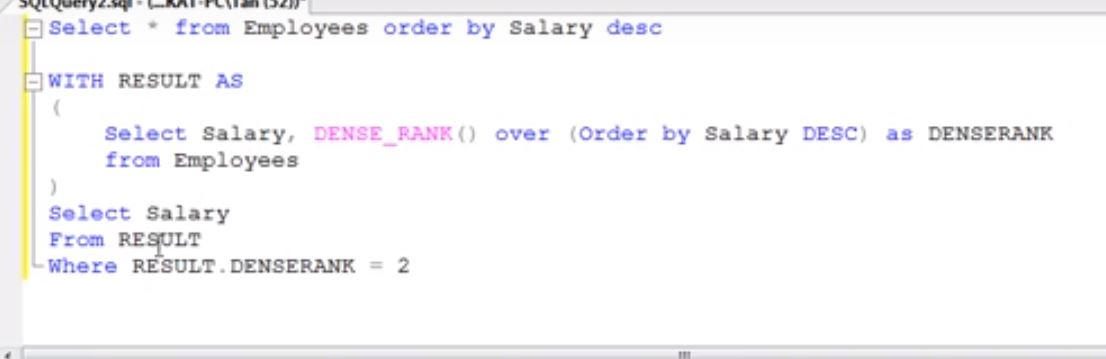 SQLQuery2.sql - (...KAT-PC\Tan (52))*
Select * from Employees order by Salary desc
WITH RESULT AS
(
Select Salary, DENSE_RANK() over (Order by Salary DESC) as DENSERANK
from Employees
)
Select Salary
From RESULT
Where RESULT.DENSERANK = 2